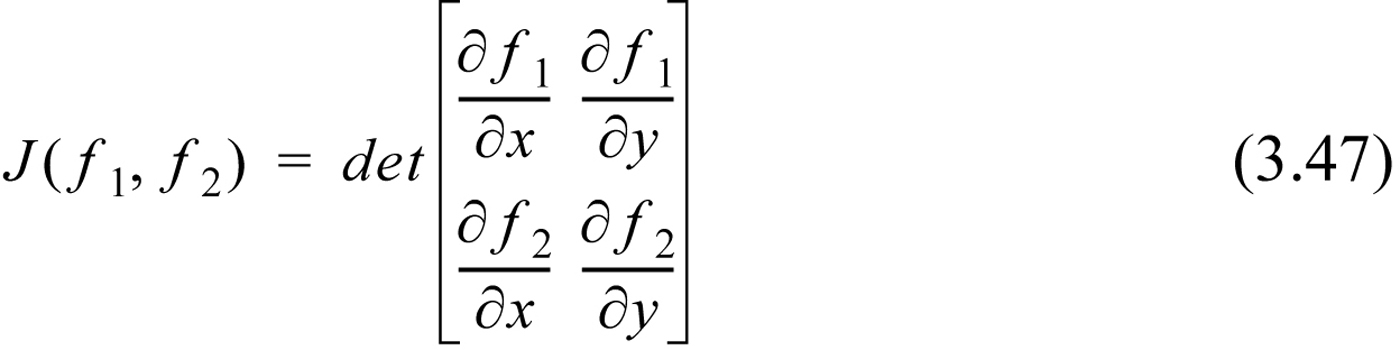 ∂f₁ ∂f₁
∂x ∂y
J(f₁, f₂) = det (3.47)
∂f₂ ∂f₂
∂x ∂y